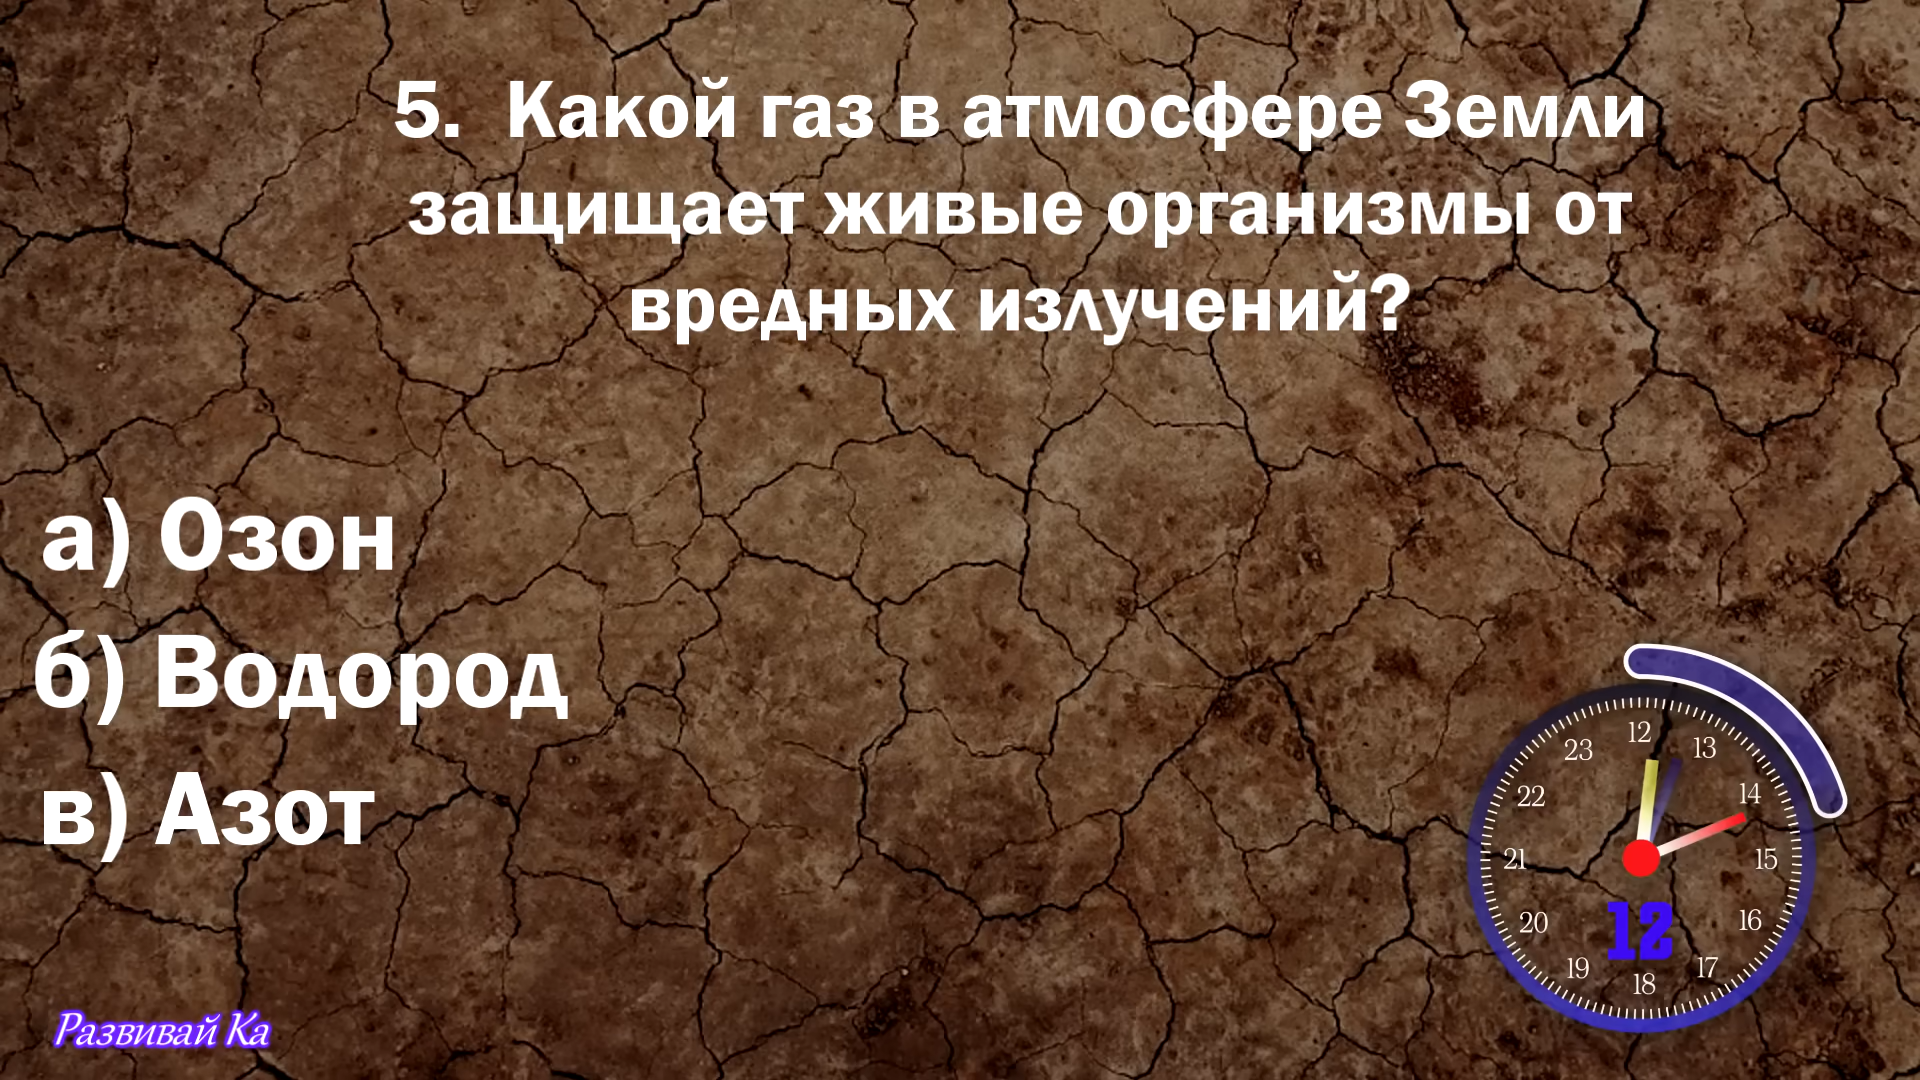 5. Какой газ в атмосфере Земли
защищает живые организмы от
вредных излучений?
а) Озон
б) Водород
в) Азот
12
13
14
15
16
17
18
19
20
21
22
23
12
Развивай Ка